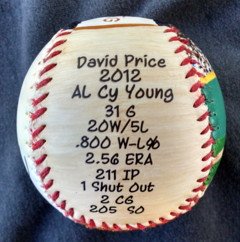 David Price
2012
AL Cy Young
31 G
20W/5L
.800 W-L%
2.56 ERA
211 IP
1 Shut Out
2 CG
205 SO